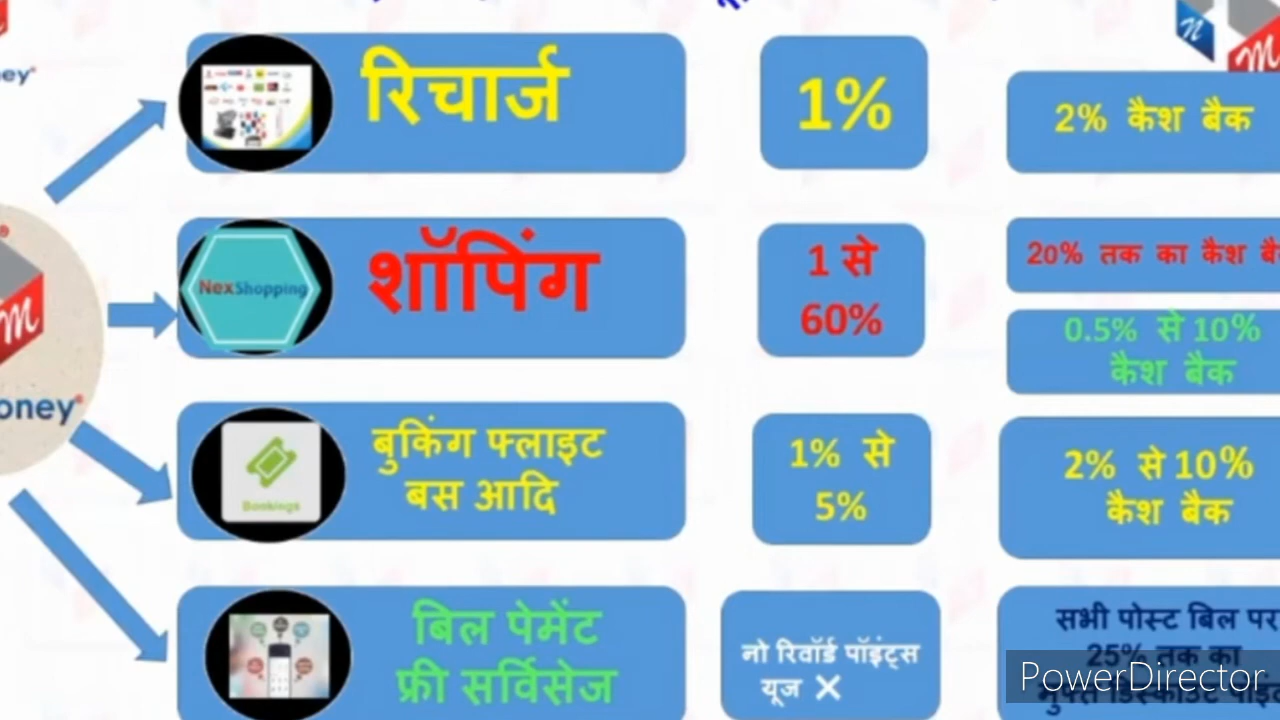 ney
रिचार्ज
1%
2% कैश बैक
NexShopping
शॉपिंग
1 से
60%
20% तक का कैश
0.5% से 10%
कैश बैक
m
oney
Bookings
बुकिंग फ्लाइट
बस आदि
1% से
5%
2% से 10%
कैश बैक
बिल पेमेंट
फ्री सर्विसेज
नो रिवॉर्ड पॉइंट्स
यूज ✕
सभी पोस्ट बिल पर
25% तक का
PowerDirector